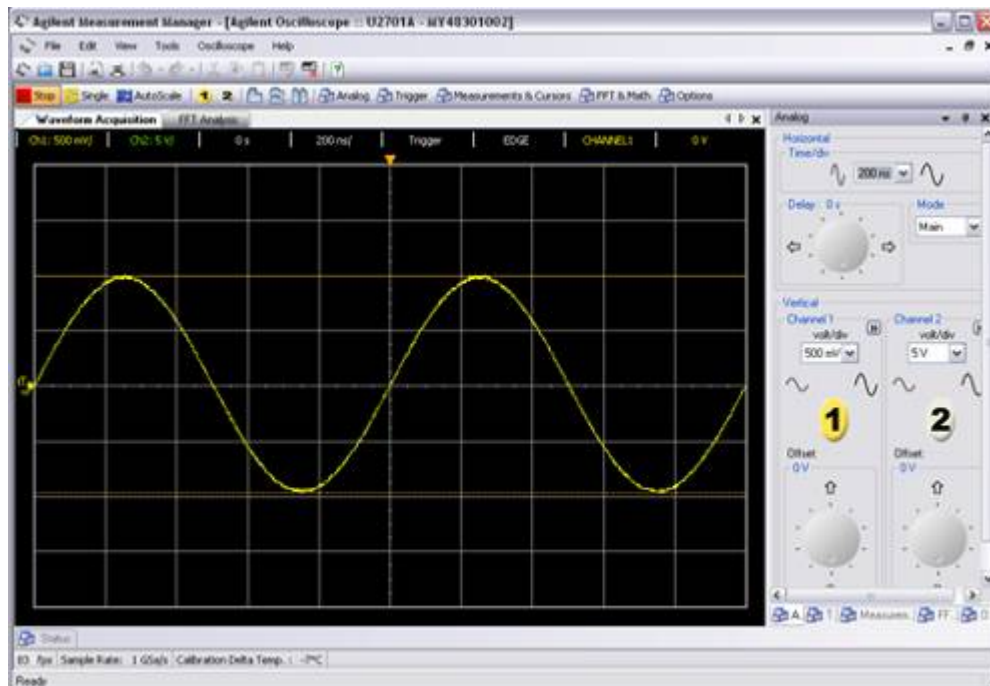 Agilent Measurement Manager - [Agilent Oscilloscope :: U2701A - MY48301002]
File Edit View Tools Oscilloscope Help
Stop Single AutoScale 1 2 Analog Trigger Measurements & Cursors FFT & Math Options
Waveform Acquisition FFT Analysis
Analog
Ch1: 500 mV/ Ch2: 5 V/ 0 s 200 ns/ Trigger EDGE CHANNEL1 0 V
Horizontal
Time/div
200 ns
Delay : 0 s
Mode
Main
Vertical
Channel 1
volt/div
500 mV
Channel 2
volt/div
5 V
1
2
Offset
0 V
Offset
0 V
A T Measurem FF O
Status
83 fps Sample Rate: 1 GSa/s Calibration Delta Temp. :
Ready